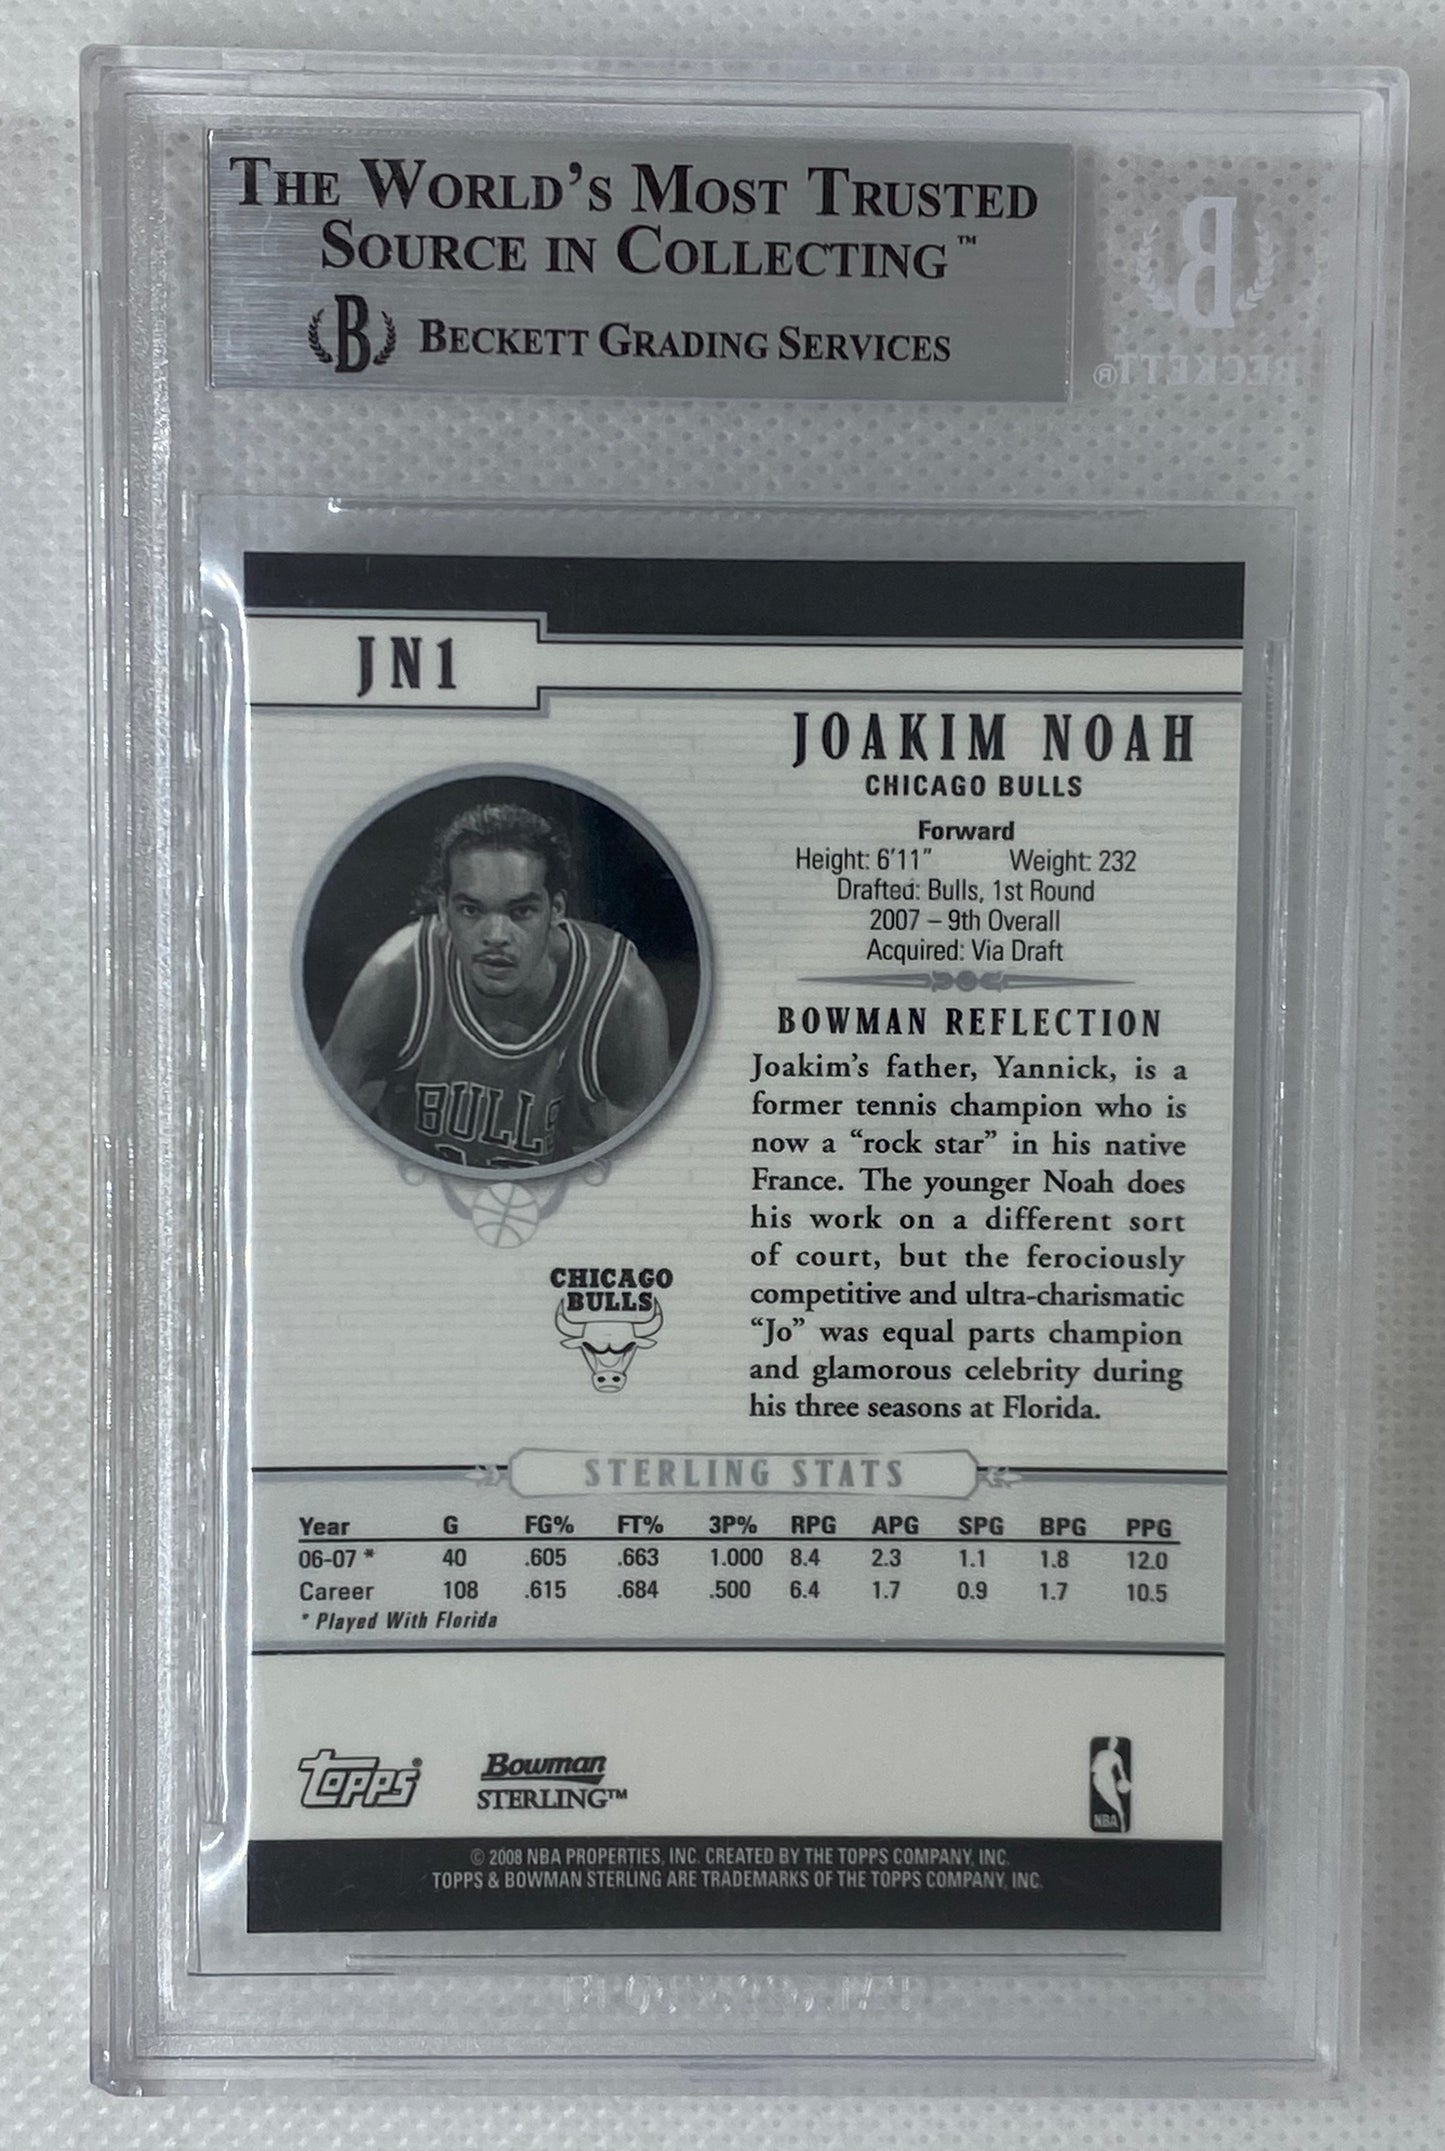 THE WORLD'S MOST TRUSTED
SOURCE IN COLLECTING™
B BECKETT GRADING SERVICES
B
BECKETT®
JN1
JOAKIM NOAH
CHICAGO BULLS
Forward
Height: 6'11" Weight: 232
Drafted: Bulls, 1st Round
2007 – 9th Overall
Acquired: Via Draft
BOWMAN REFLECTION
Joakim's father, Yannick, is a
former tennis champion who is
now a “rock star” in his native
France. The younger Noah does
his work on a different sort
of court, but the ferociously
competitive and ultra-charismatic
“Jo” was equal parts champion
and glamorous celebrity during
his three seasons at Florida.
BULLS
CHICAGO
BULLS
STERLING STATS
Year G FG% FT% 3P% RPG APG SPG BPG PPG
06-07 * 40 .605 .663 1.000 8.4 2.3 1.1 1.8 12.0
Career 108 .615 .684 .500 6.4 1.7 0.9 1.7 10.5
* Played With Florida
Topps®
Bowman
STERLING™
NBA
© 2008 NBA PROPERTIES, INC. CREATED BY THE TOPPS COMPANY, INC.
TOPPS & BOWMAN STERLING ARE TRADEMARKS OF THE TOPPS COMPANY, INC.